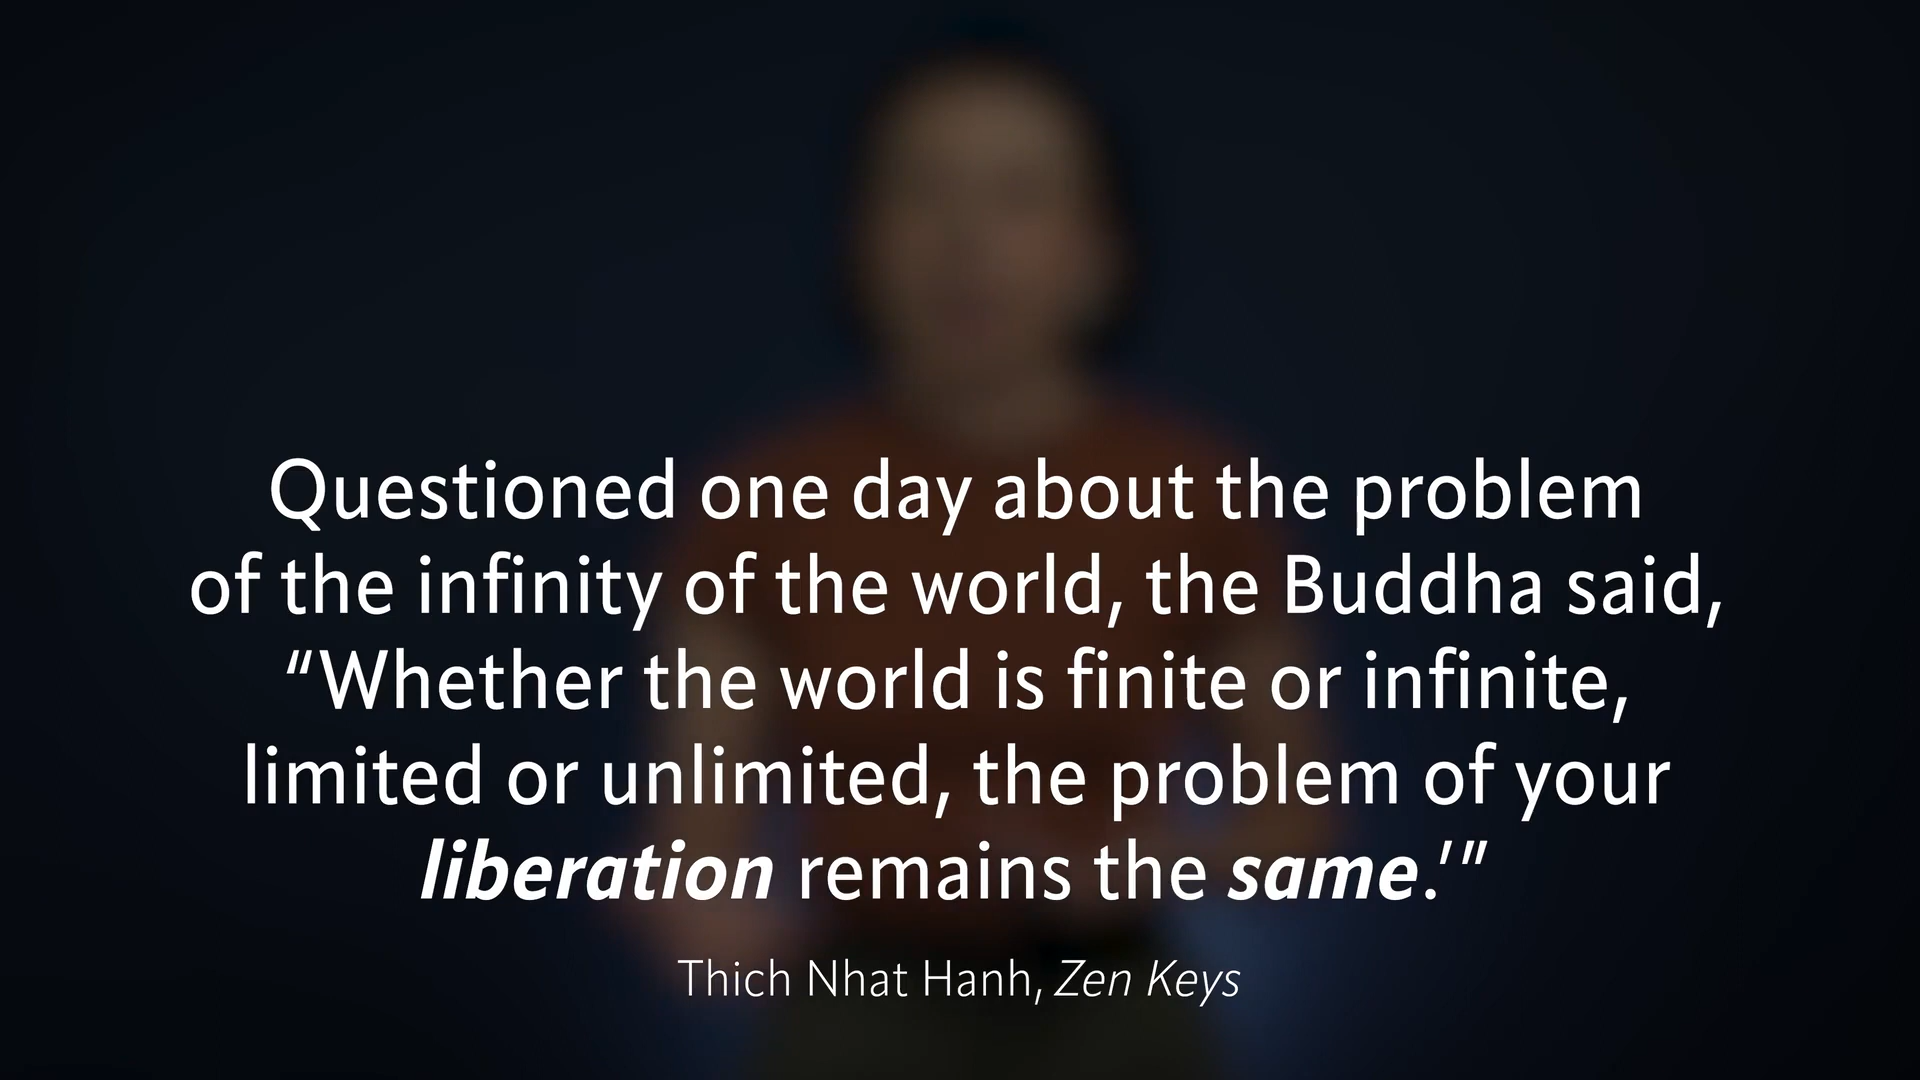 Questioned one day about the problem
of the infinity of the world, the Buddha said,
“Whether the world is finite or infinite,
limited or unlimited, the problem of your
liberation remains the same.’”
Thich Nhat Hanh, Zen Keys